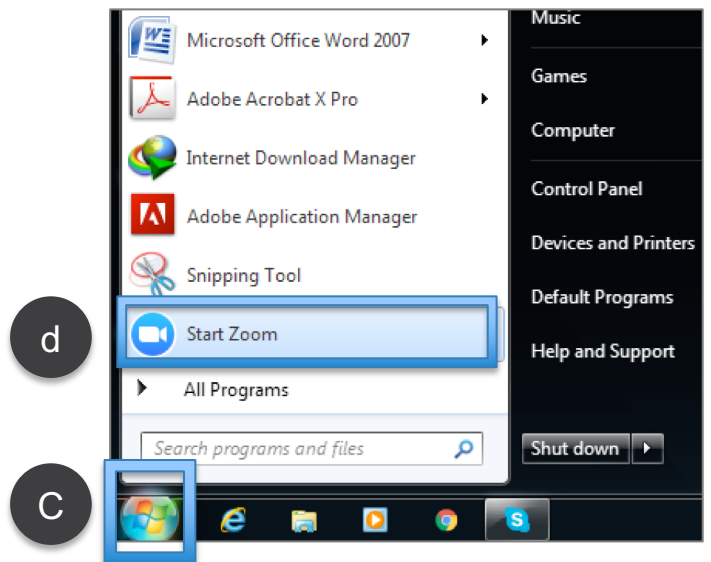 Microsoft Office Word 2007
Adobe Acrobat X Pro
Internet Download Manager
Adobe Application Manager
Snipping Tool
d
Start Zoom
All Programs
Search programs and files
Music
Games
Computer
Control Panel
Devices and Printers
Default Programs
Help and Support
Shut down
C